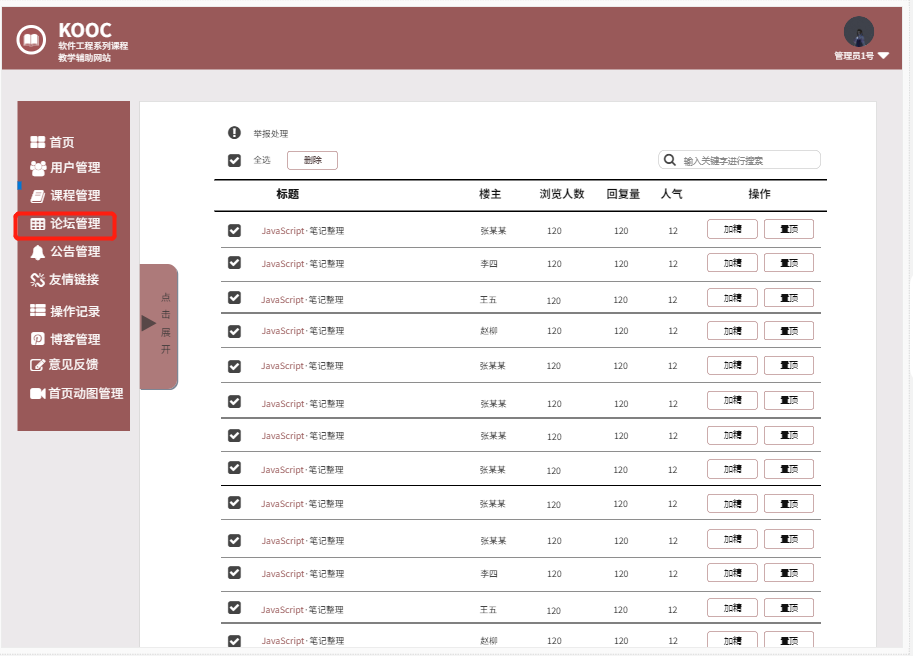 KOOC
软件工程系列课程
教学辅助网站
管理员1号
首页
用户管理
课程管理
论坛管理
公告管理
友情链接
操作记录
博客管理
意见反馈
首页动图管理
点击展开
举报处理
全选 删除 输入关键字进行搜索
标题 楼主 浏览人数 回复量 人气 操作
JavaScript·笔记整理 张某某 120 120 12 加精 置顶
JavaScript·笔记整理 李四 120 120 12 加精 置顶
JavaScript·笔记整理 王五 120 120 12 加精 置顶
JavaScript·笔记整理 赵柳 120 120 12 加精 置顶
JavaScript·笔记整理 张某某 120 120 12 加精 置顶
JavaScript·笔记整理 张某某 120 120 12 加精 置顶
JavaScript·笔记整理 张某某 120 120 12 加精 置顶
JavaScript·笔记整理 张某某 120 120 12 加精 置顶
JavaScript·笔记整理 张某某 120 120 12 加精 置顶
JavaScript·笔记整理 张某某 120 120 12 加精 置顶
JavaScript·笔记整理 李四 120 120 12 加精 置顶
JavaScript·笔记整理 王五 120 120 12 加精 置顶
JavaScript·笔记整理 赵柳 120 120 12 加精 置顶